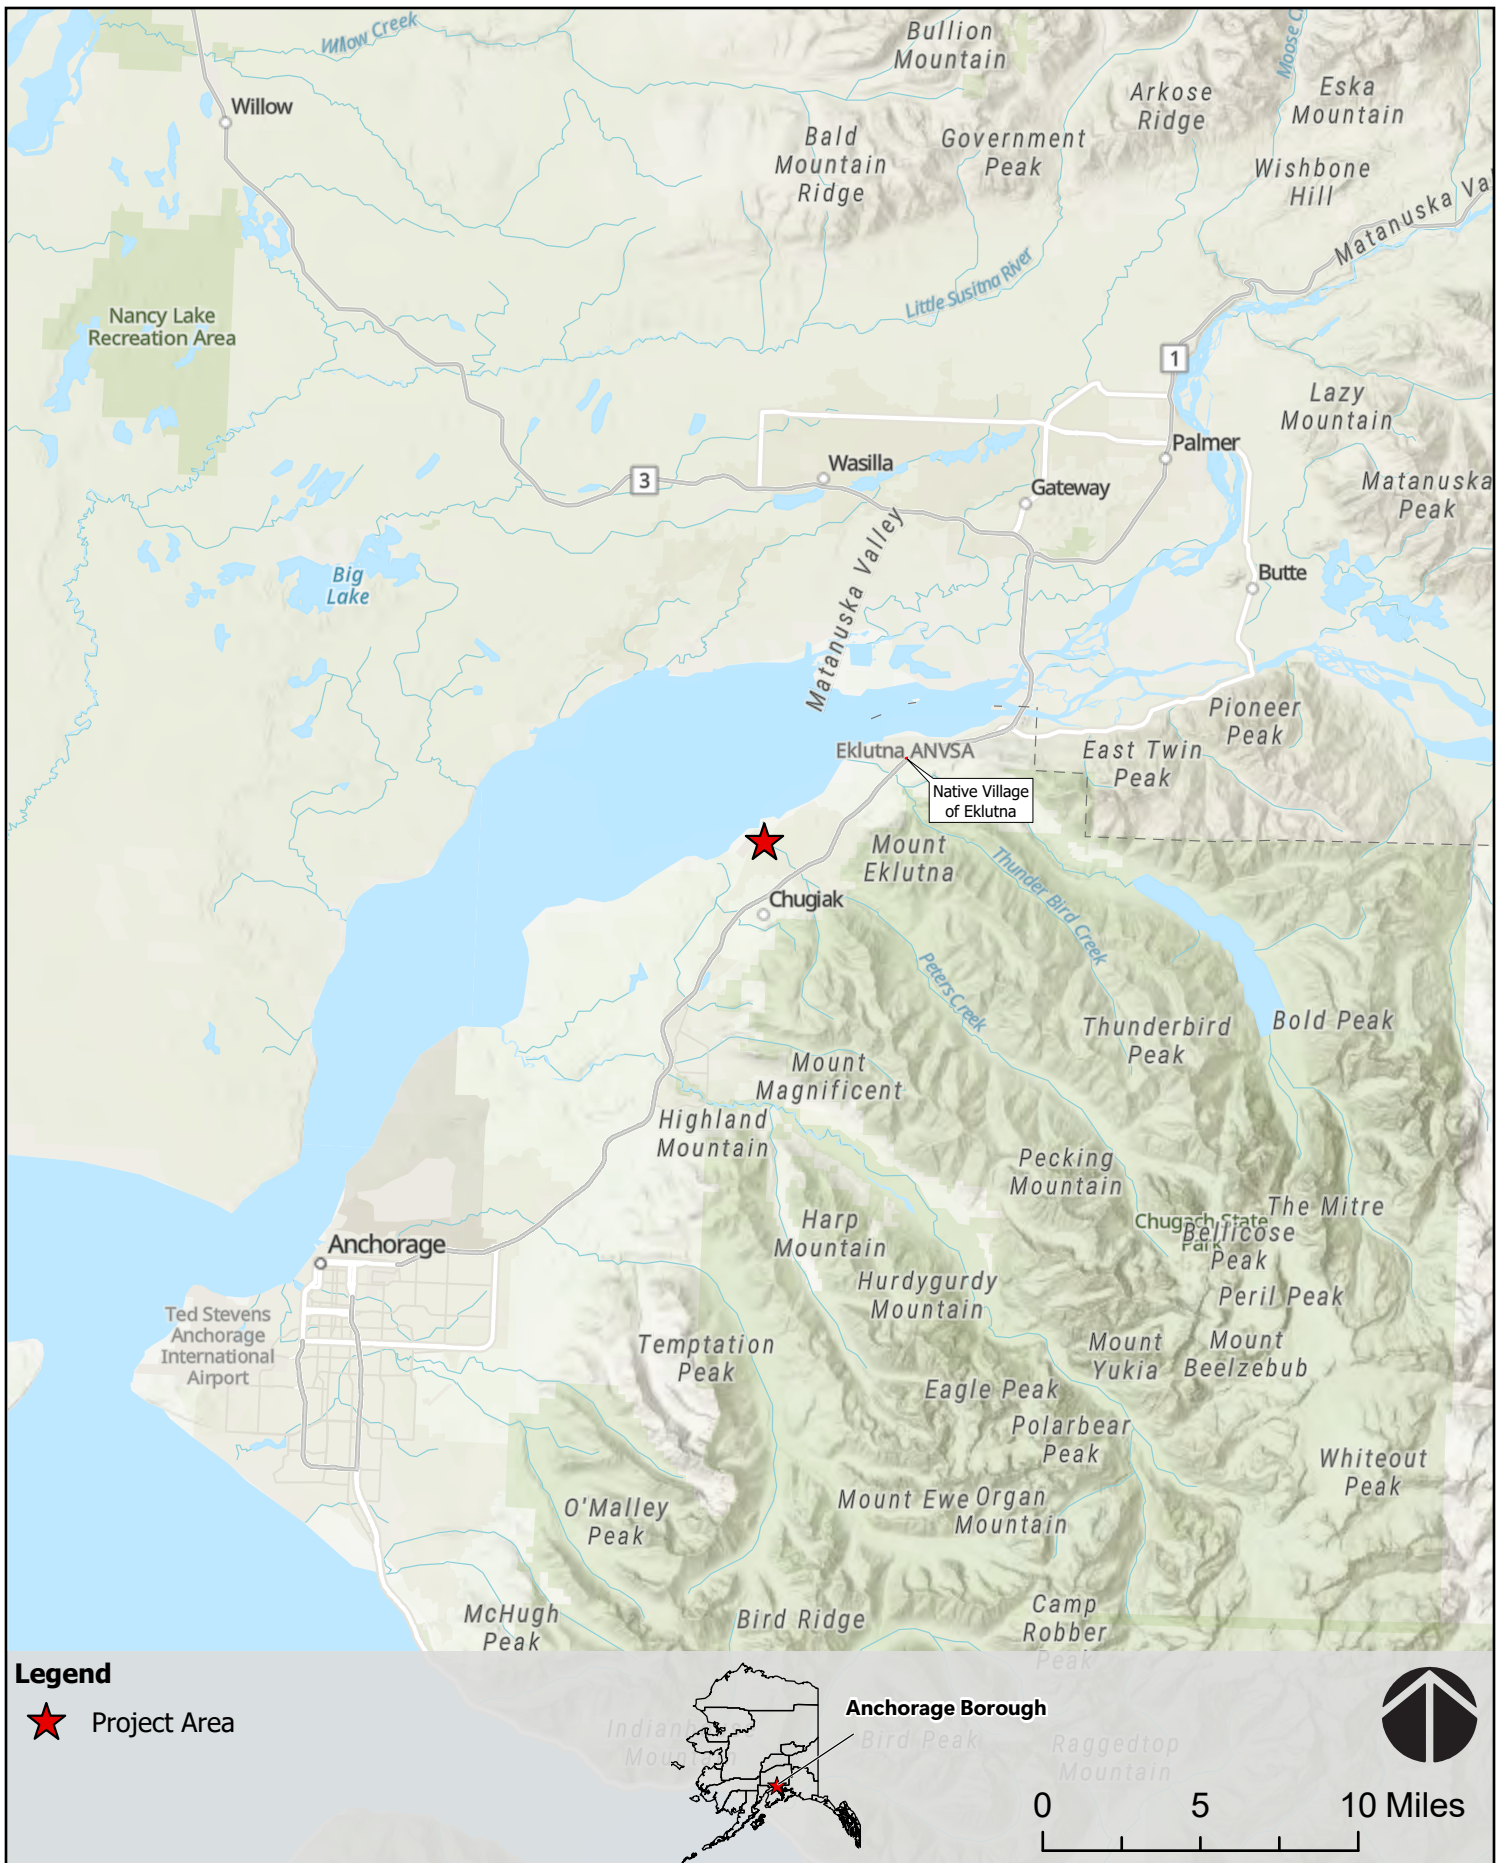 Willow Creek
Bullion
Mountain
Moose C
Willow
Arkose
Ridge
Eska
Mountain
Bald
Mountain
Ridge
Government
Peak
Wishbone
Hill
Matanuska Va
Nancy Lake
Recreation Area
Little Susitna River
1
Lazy
Mountain
Palmer
Wasilla
3
Gateway
Matanuska
Peak
Matanuska Valley
Big
Lake
Butte
Pioneer
Peak
Eklutna ANVSA
East Twin
Peak
Native Village
of Eklutna
Mount
Eklutna
Thunder Bird Creek
Chugiak
Peters Creek
Thunderbird
Peak
Bold Peak
Mount
Magnificent
Highland
Mountain
Pecking
Mountain
The Mitre
Chugach State
Park
Bellicose
Peak
Harp
Mountain
Anchorage
Hurdygurdy
Mountain
Peril Peak
Ted Stevens
Anchorage
International
Airport
Temptation
Peak
Mount
Yukia
Mount
Beelzebub
Eagle Peak
Polarbear
Peak
Whiteout
Peak
Mount Ewe
Organ
Mountain
O'Malley
Peak
McHugh
Peak
Bird Ridge
Camp
Robber
Peak
Legend
Project Area
Anchorage Borough
Mountain
Bird Peak
Raggedtop
Mountain
0 5 10 Miles